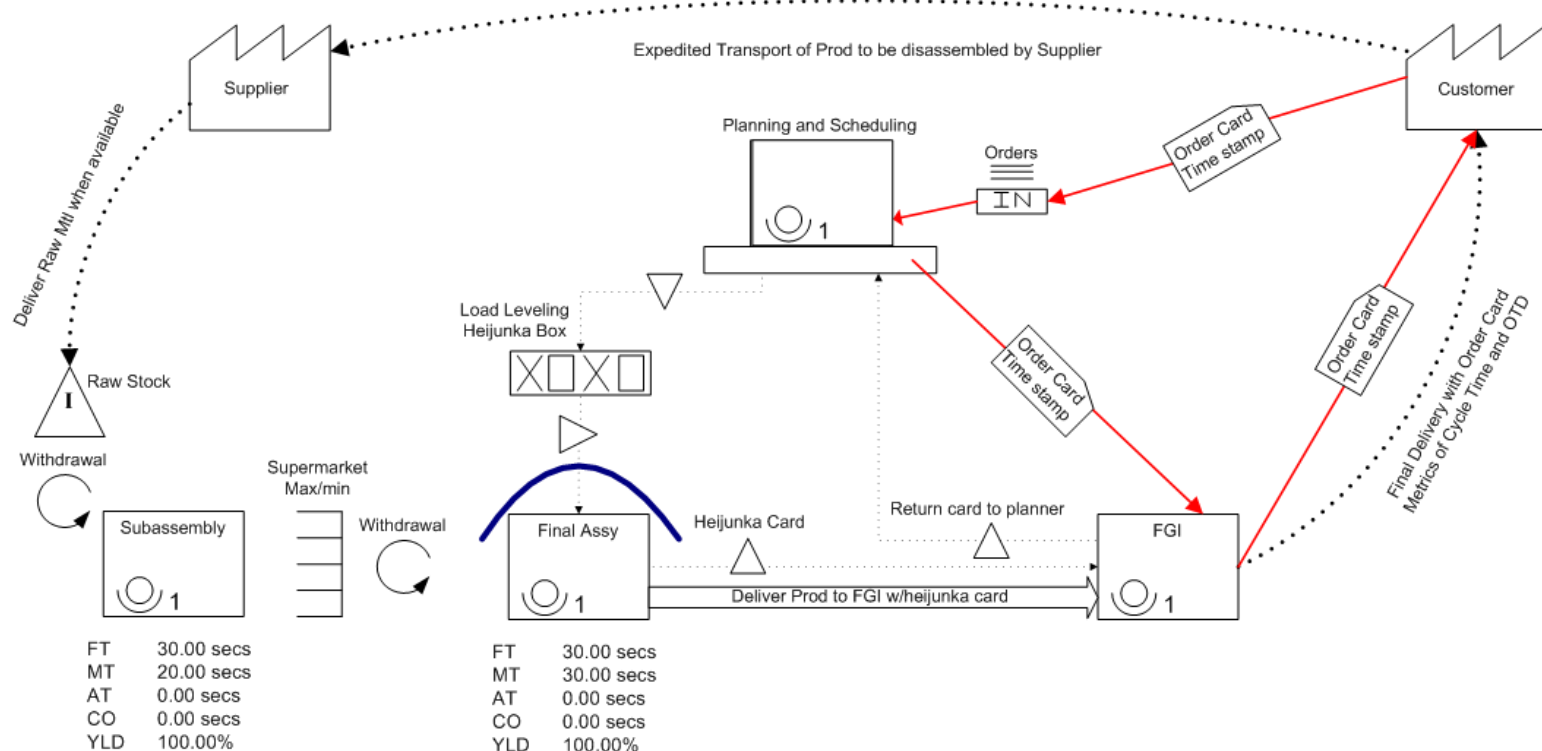 Expedited Transport of Prod to be disassembled by Supplier
Supplier
Customer
Planning and Scheduling
Orders
IN
Order Card
Time stamp
1
Deliver Raw Mtl when available
Load Leveling
Heijunka Box
Order Card
Time stamp
Order Card
Time stamp
Final Delivery with Order Card
Metrics of Cycle Time and OTD
I
Raw Stock
Withdrawal
Supermarket
Max/min
Withdrawal
Subassembly
1
Final Assy
1
Heijunka Card
Return card to planner
FGI
1
Deliver Prod to FGI w/heijunka card
FT 30.00 secs
MT 20.00 secs
AT 0.00 secs
CO 0.00 secs
YLD 100.00%
FT 30.00 secs
MT 30.00 secs
AT 0.00 secs
CO 0.00 secs
YLD 100.00%